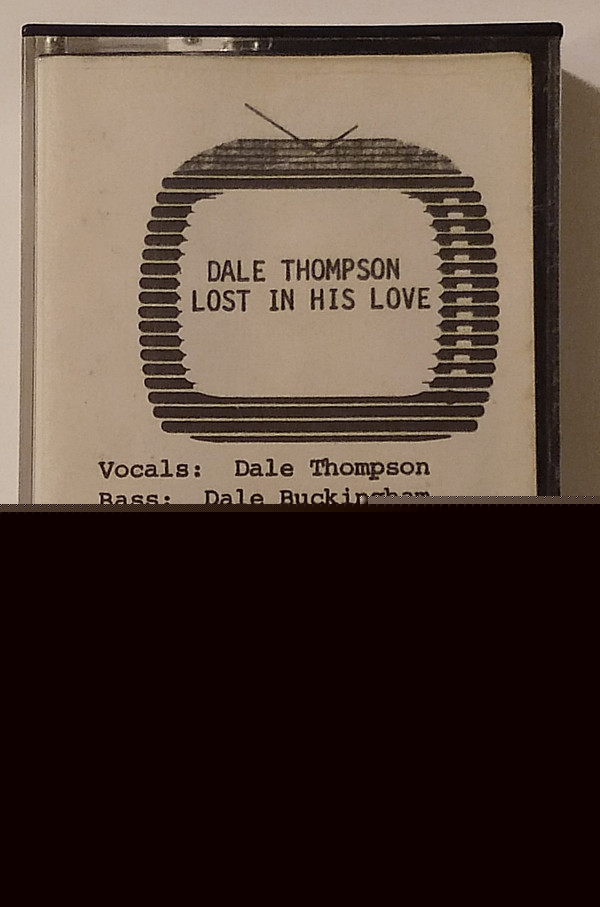 DALE THOMPSON
LOST IN HIS LOVE
Vocals: Dale Thompson
Bass: Dale Buckingham